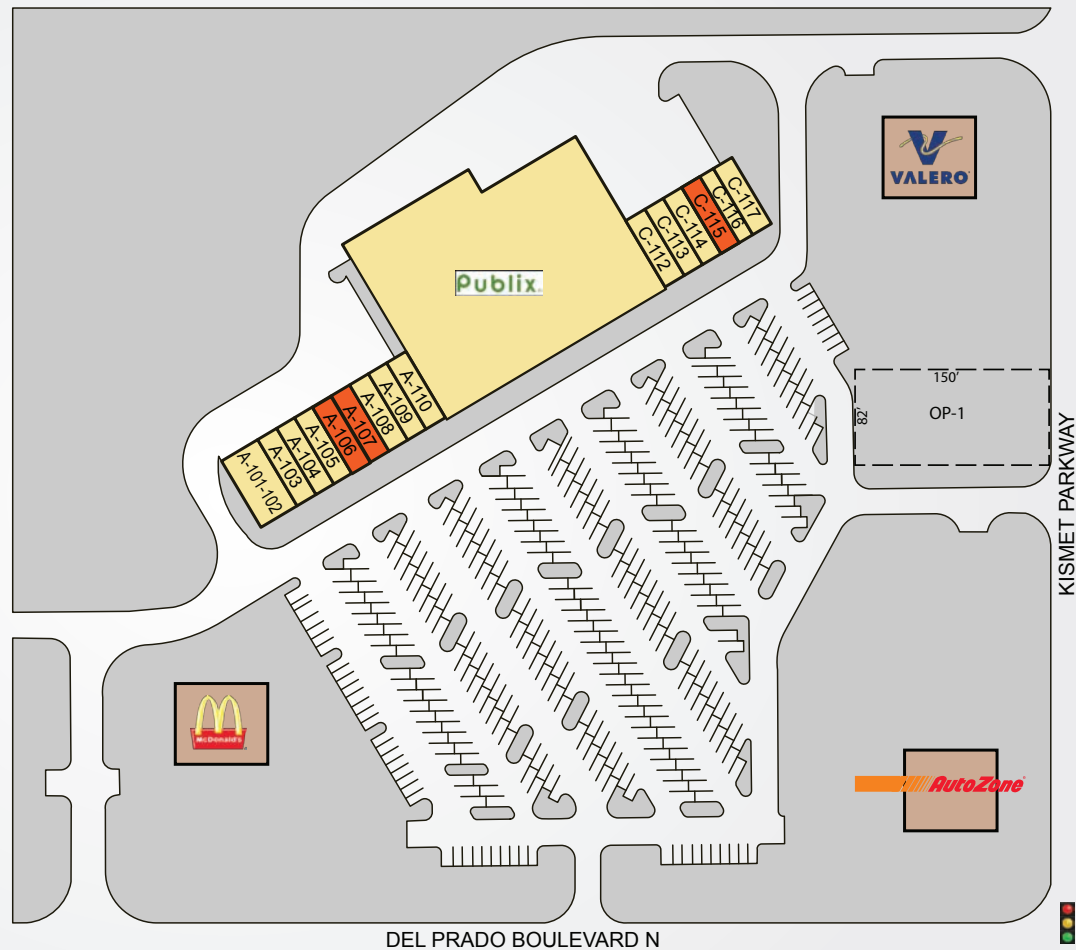 V
VALERO
C-117
C-116
C-115
C-114
C-113
C-112
Publix.
A-110
A-109
A-108
A-107
A-106
A-105
A-104
A-103
A-101-102
150'
82'
OP-1
KISMET PARKWAY
McDonald's
AutoZone
DEL PRADO BOULEVARD N